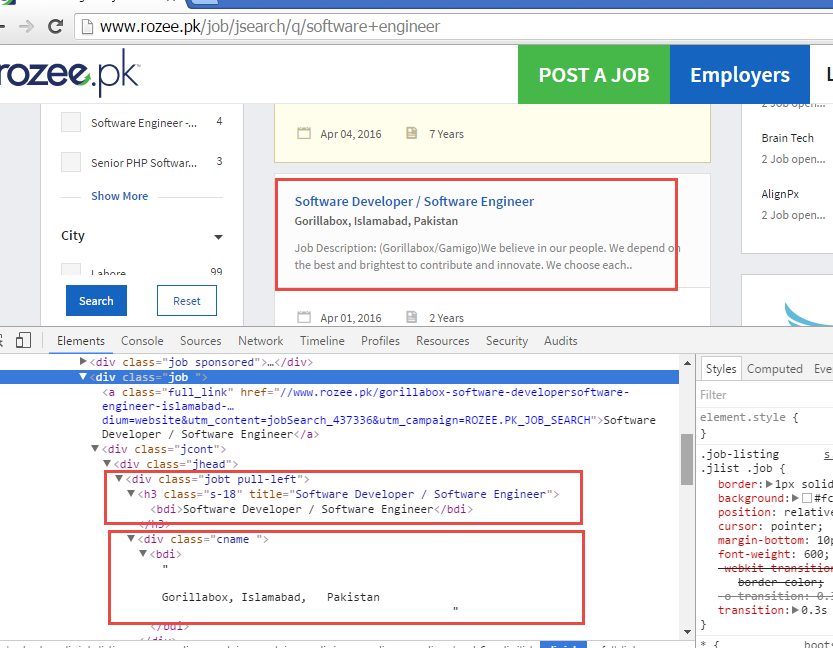 www.rozee.pk/job/jsearch/q/software+engineer
rozee.pk
POST A JOB
Employers
Software Engineer -... 4
Senior PHP Softwar... 3
Show More
City
Lahore 99
Search
Reset
Apr 04, 2016 7 Years
Software Developer / Software Engineer
Gorillabox, Islamabad, Pakistan
Job Description: (Gorillabox/Gamigo)We believe in our people. We depend on
the best and brightest to contribute and innovate. We choose each..
Apr 01, 2016 2 Years
2 Job open...
Brain Tech
2 Job open...
AlignPx
2 Job open...
Elements Console Sources Network Timeline Profiles Resources Security Audits
<div class="job sponsored">…</div>
<div class="job ">
<a class="full_link" href="//www.rozee.pk/gorillabox-software-developersoftware-
engineer-islamabad-…
dium=website&utm_content=jobSearch_437336&utm_campaign=ROZEE.PK_JOB_SEARCH">Software
Developer / Software Engineer</a>
<div class="jcont">
<div class="jhead">
<div class="jobt pull-left">
<h3 class="s-18" title="Software Developer / Software Engineer">
<bdi>Software Developer / Software Engineer</bdi>
</h3>
<div class="cname ">
<bdi>
"
Gorillabox, Islamabad, Pakistan
"
</bdi>
Styles Computed Eve
Filter
element.style {
}
.job-listing s
.jlist .job {
border: 1px solid
background: #fc
position: relative
cursor: pointer;
margin-bottom: 10p
font-weight: 600;
-webkit-transition
border-color;
-o-transition: 0.3
transition: 0.3s
}
* { boots